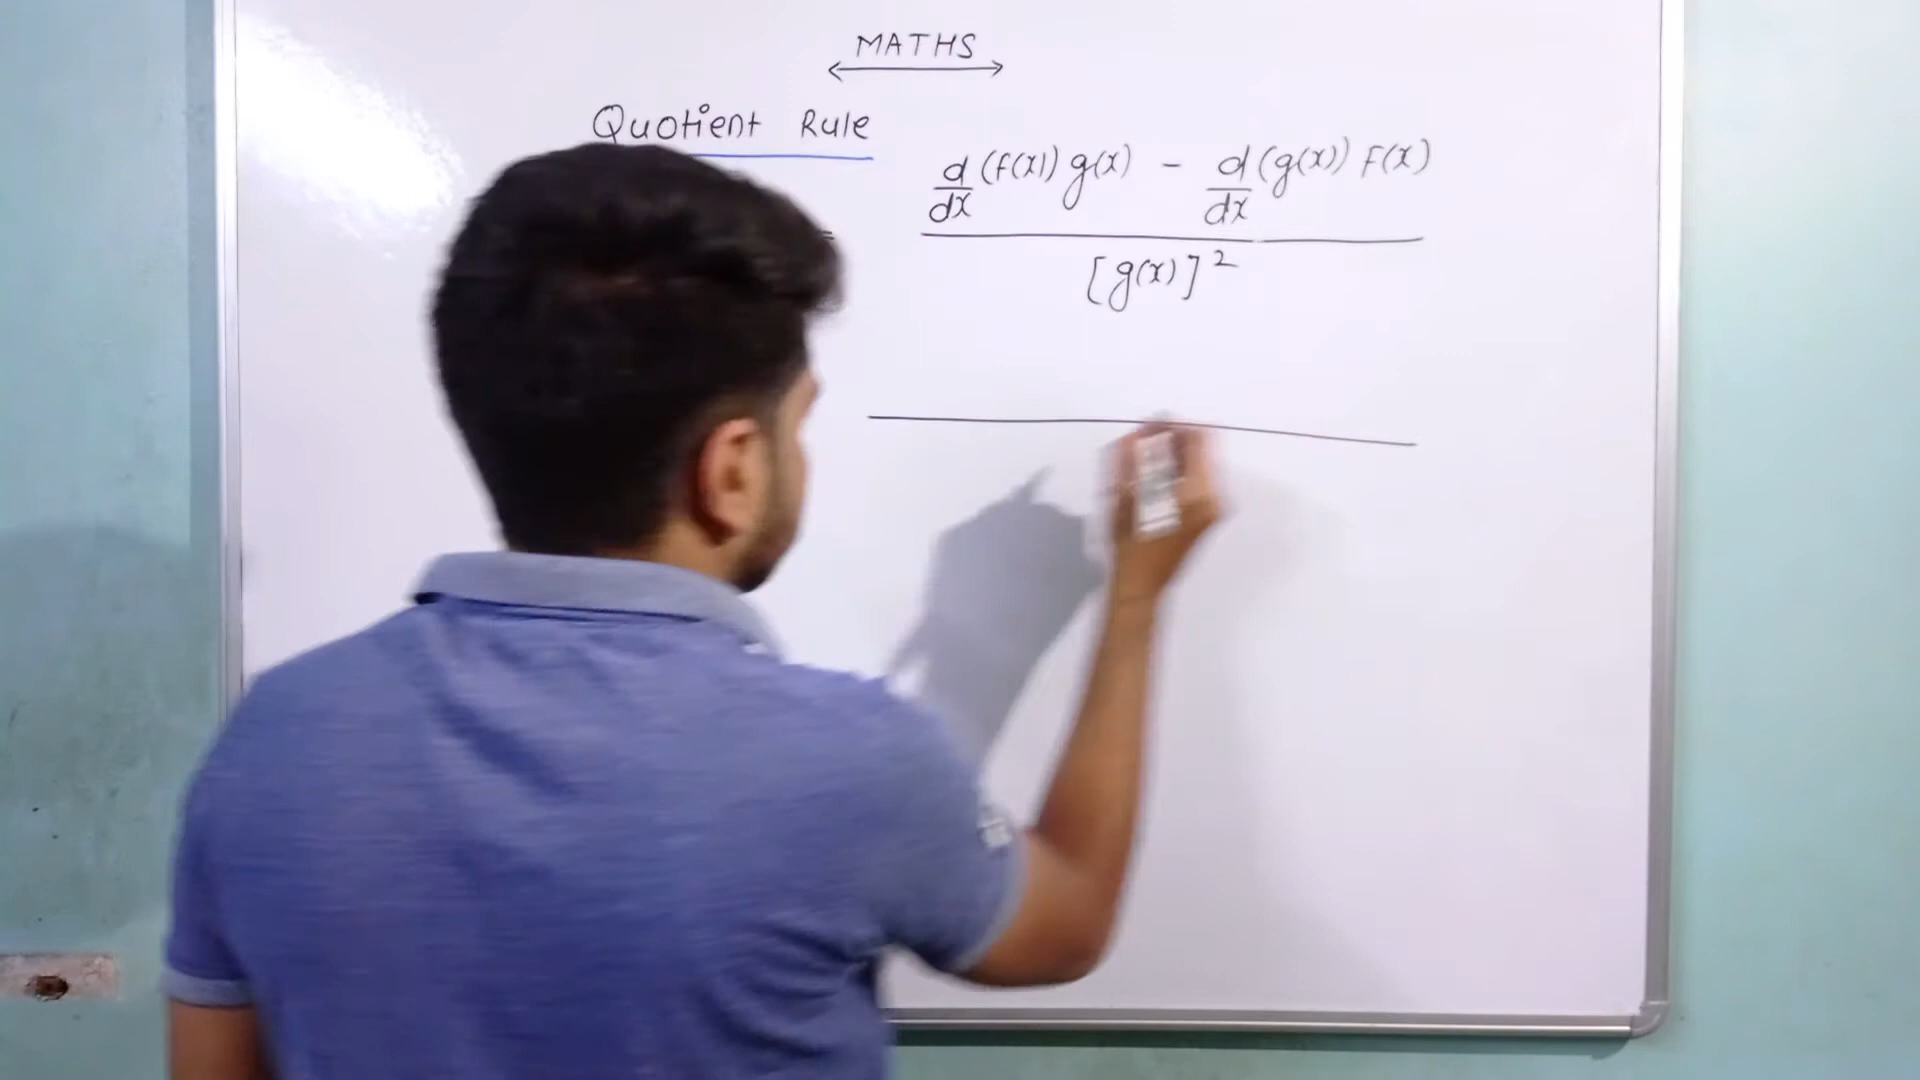 MATHS
Quotient Rule
= d/dx (f(x)) g(x) - d/dx (g(x)) F(x)
[g(x)]²